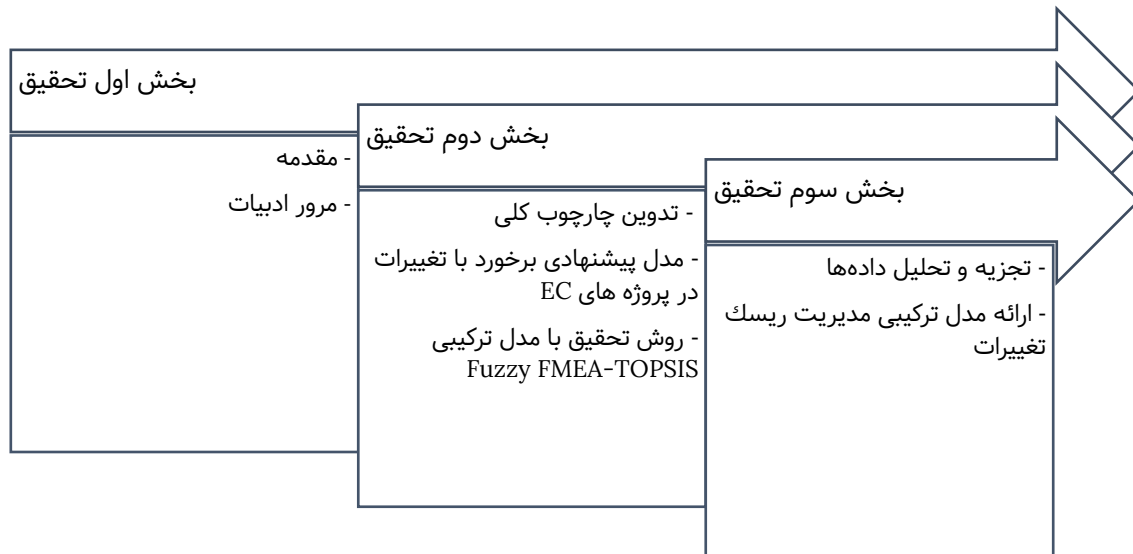 بخش اول تحقیق
- مقدمه
- مرور ادبیات
بخش دوم تحقیق
- تدوین چارچوب کلی
- مدل پیشنهادی برخورد با تغییرات
در پروژه های EC
- روش تحقیق با مدل ترکیبی
Fuzzy FMEA-TOPSIS
بخش سوم تحقیق
- تجزیه و تحلیل داده‌ها
- ارائه مدل ترکیبی مدیریت ریسك
تغییرات